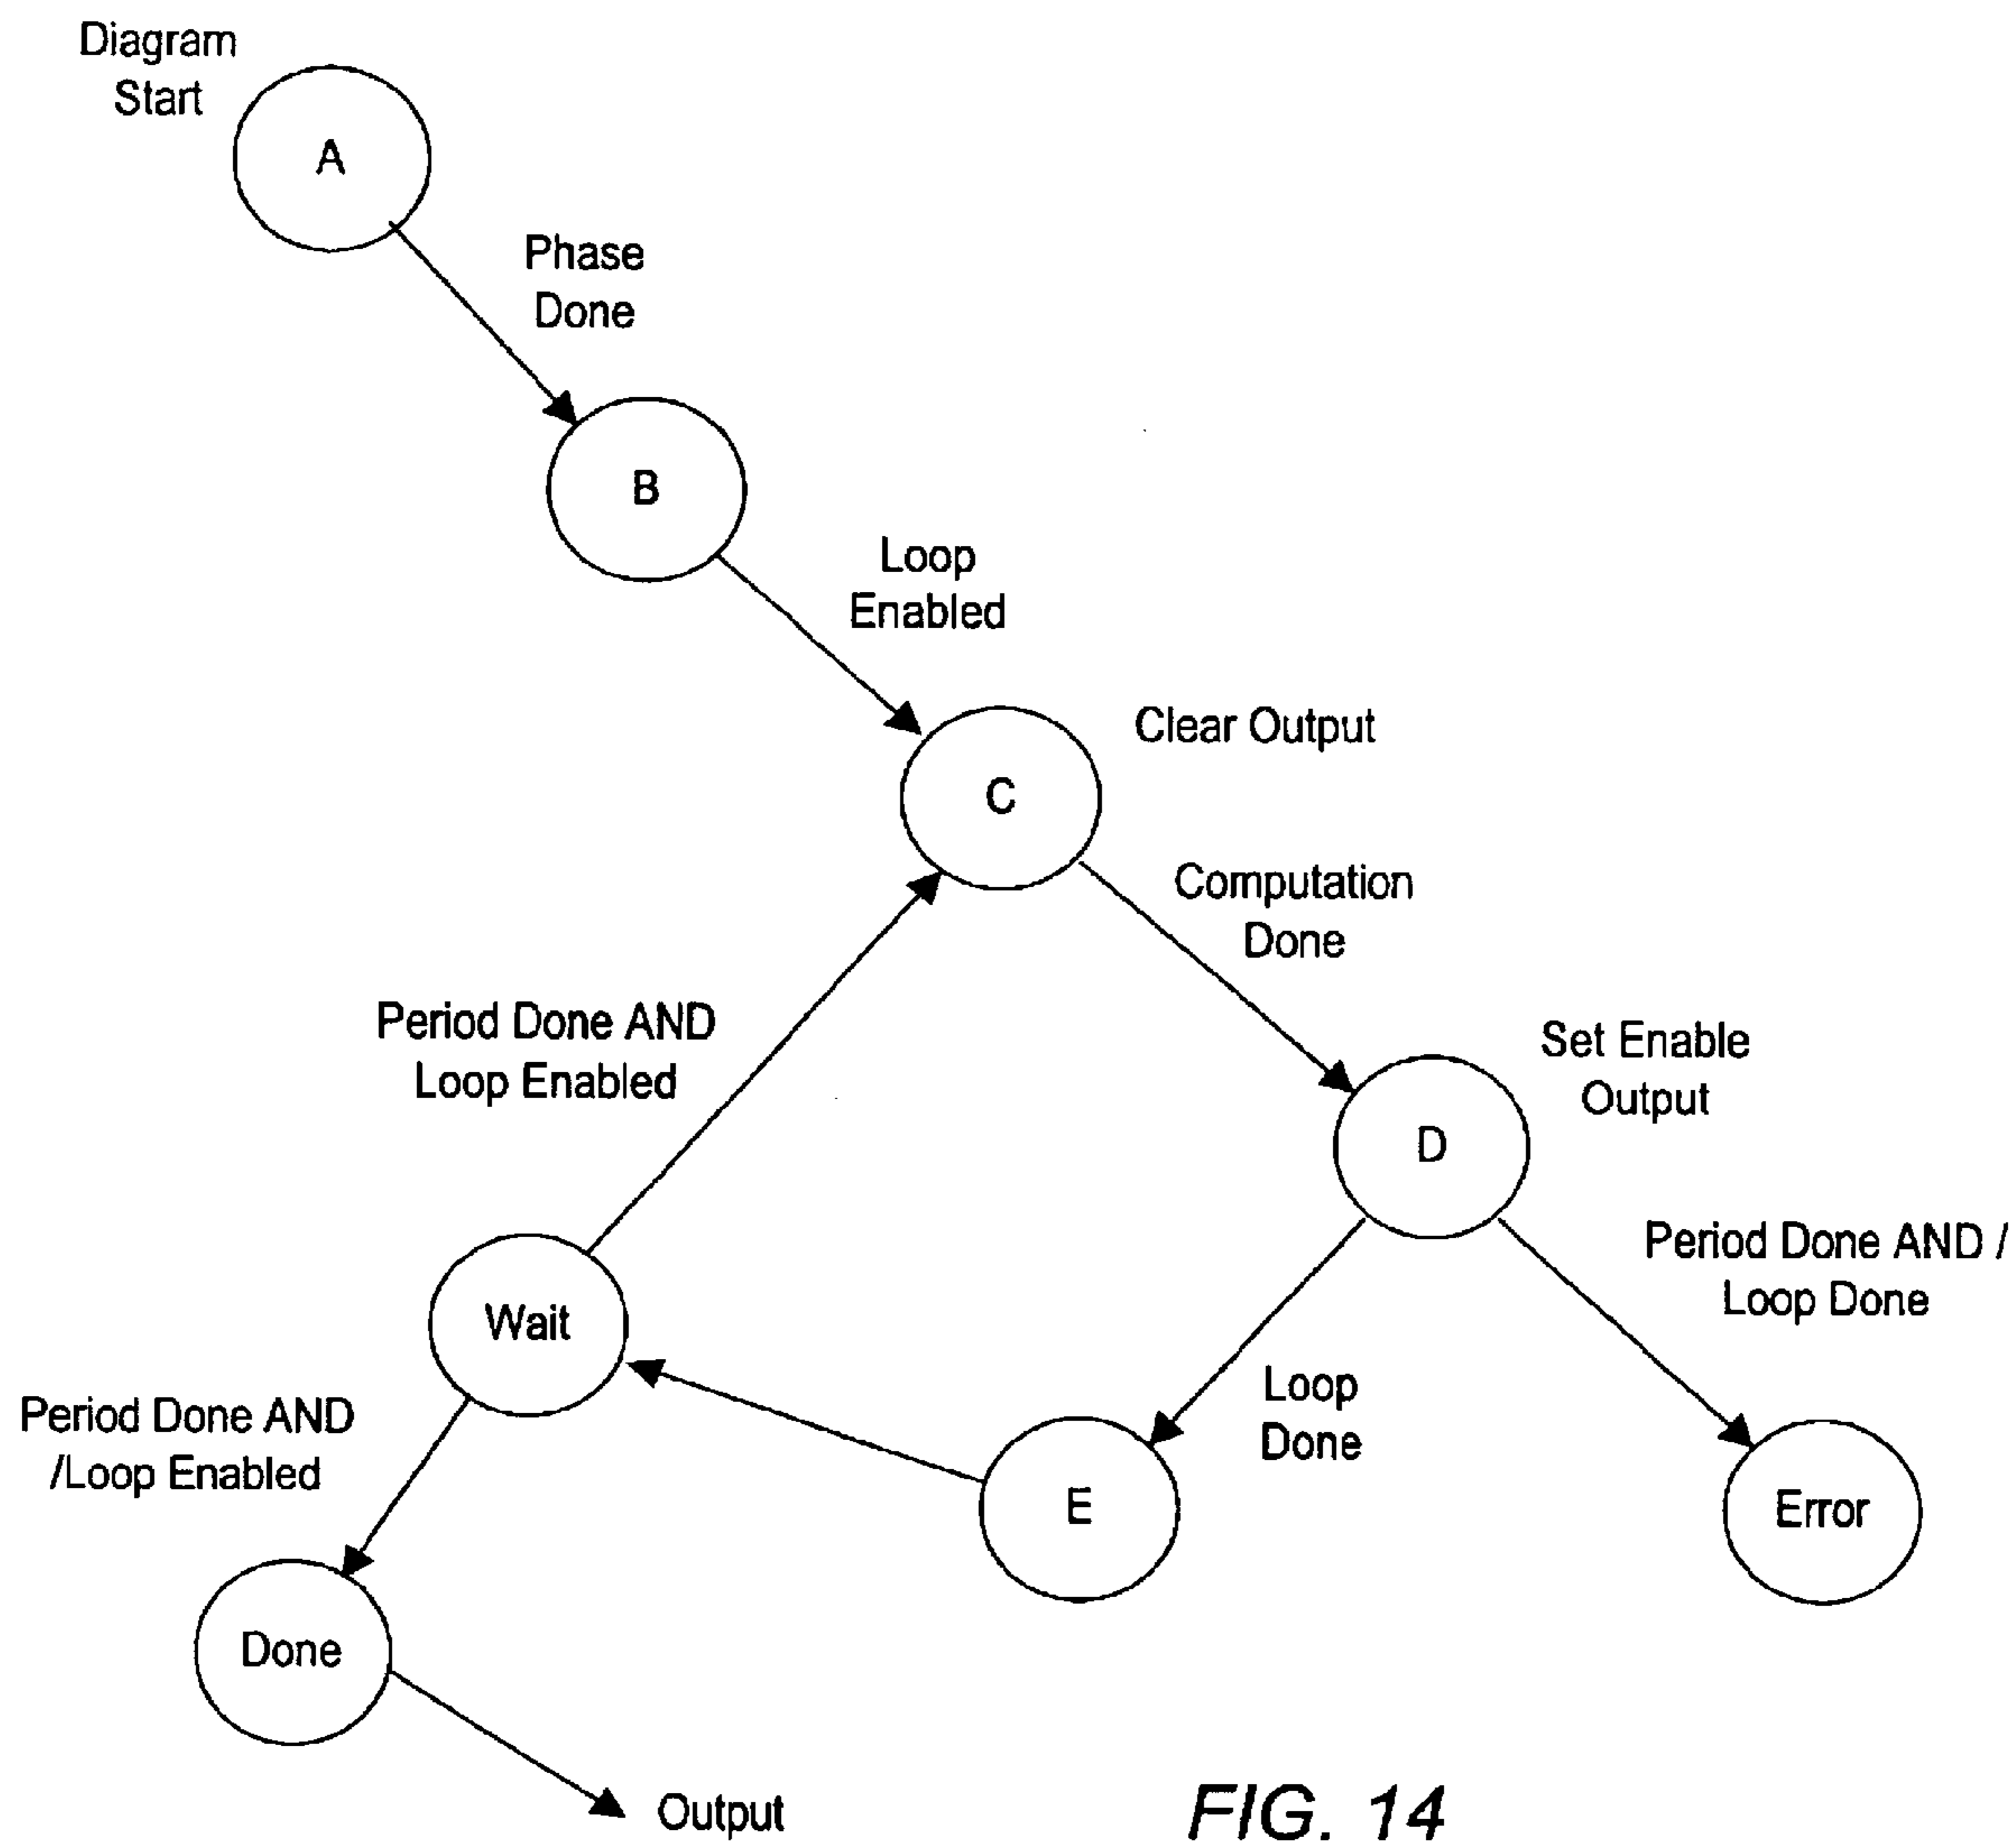 Diagram
Start
A
Phase
Done
B
Loop
Enabled
Clear Output
C
Computation
Done
Period Done AND
Loop Enabled
Set Enable
Output
D
Period Done AND /
Loop Done
Wait
Loop
Done
Period Done AND
/Loop Enabled
E
Error
Done
Output
FIG. 14